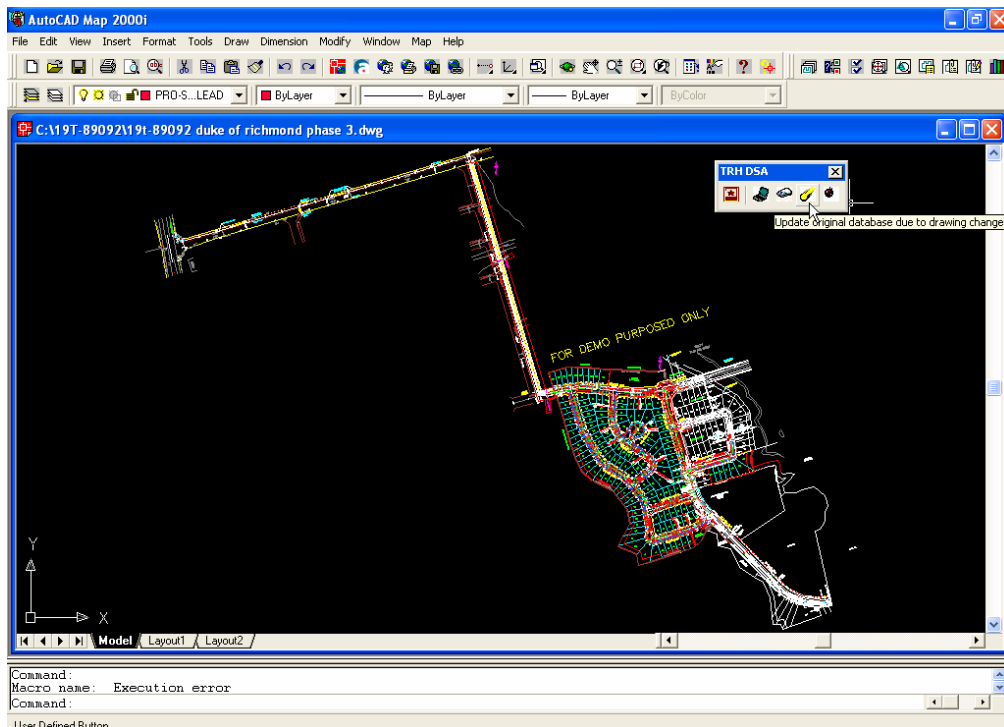 AutoCAD Map 2000i
File Edit View Insert Format Tools Draw Dimension Modify Window Map Help
PRO-S...LEAD ByLayer ByLayer ByLayer ByColor
C:\19T-89092\19t-89092 duke of richmond phase 3.dwg
TRH DSA
Update original database due to drawing change
FOR DEMO PURPOSED ONLY
Y
X
Model Layout1 Layout2
Command:
Macro name: Execution error
Command:
User Defined Button